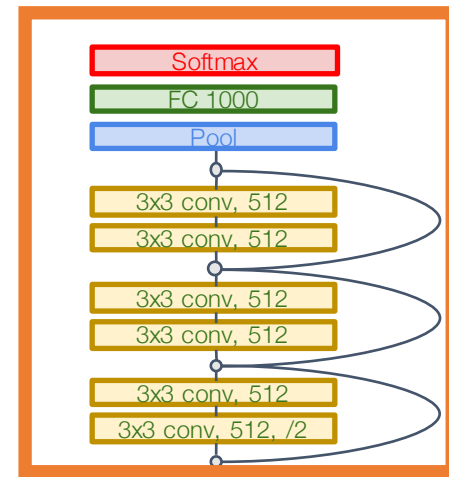 Softmax
FC 1000
Pool
3x3 conv, 512
3x3 conv, 512
3x3 conv, 512
3x3 conv, 512
3x3 conv, 512
3x3 conv, 512, /2